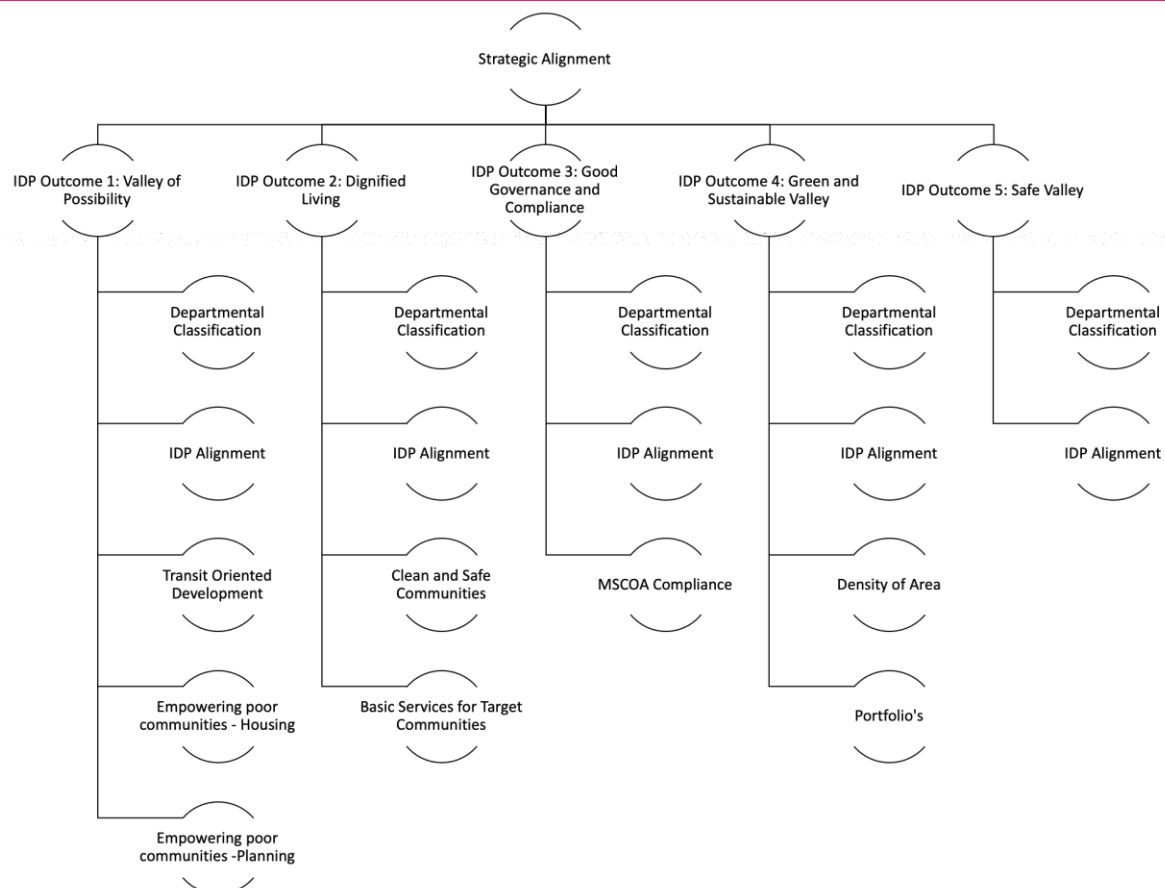 Strategic Alignment
IDP Outcome 1: Valley of
Possibility
IDP Outcome 2: Dignified
Living
IDP Outcome 3: Good
Governance and
Compliance
IDP Outcome 4: Green and
Sustainable Valley
IDP Outcome 5: Safe Valley
Departmental
Classification
IDP Alignment
Transit Oriented
Development
Empowering poor
communities - Housing
Empowering poor
communities -Planning
Departmental
Classification
IDP Alignment
Clean and Safe
Communities
Basic Services for Target
Communities
Departmental
Classification
IDP Alignment
MSCOA Compliance
Departmental
Classification
IDP Alignment
Density of Area
Portfolio's
Departmental
Classification
IDP Alignment